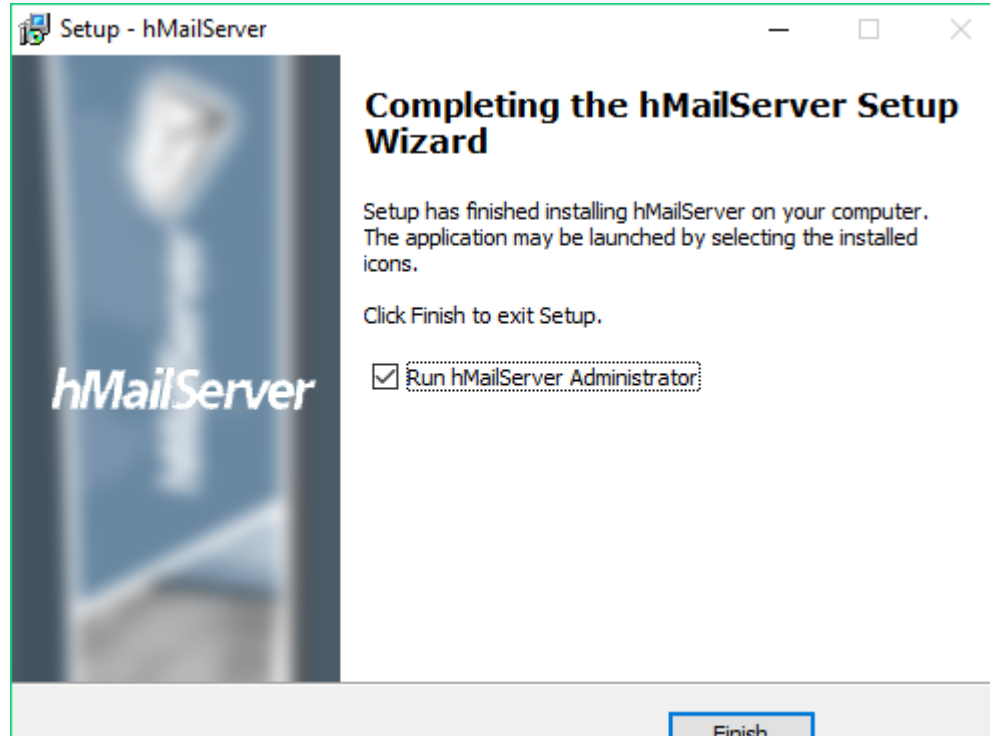 Setup - hMailServer
Completing the hMailServer Setup
Wizard
Setup has finished installing hMailServer on your computer.
The application may be launched by selecting the installed
icons.
Click Finish to exit Setup.
hMailServer
Run hMailServer Administrator
Finish